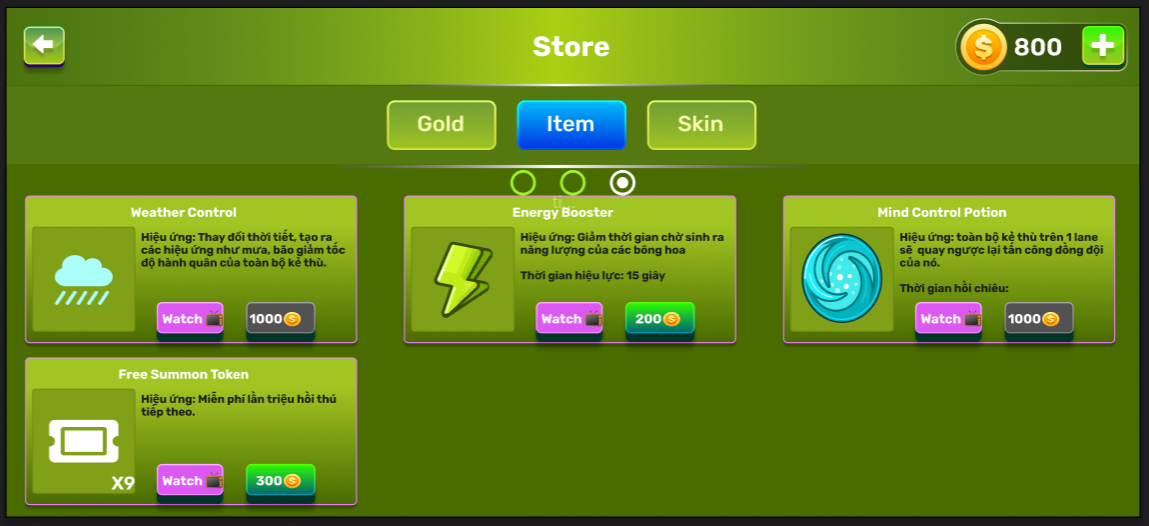 Store
800
Gold
Item
Skin
Weather Control
Hiệu ứng: Thay đổi thời tiết, tạo ra
các hiệu ứng như mưa, bão giảm tốc
độ hành quân của toàn bộ kẻ thù.
Watch
1000
Energy Booster
Hiệu ứng: Giảm thời gian chờ sinh ra
năng lượng của các bông hoa
Thời gian hiệu lực: 15 giây
Watch
200
Mind Control Potion
Hiệu ứng: toàn bộ kẻ thù trên 1 lane
sẽ quay ngược lại tấn công đồng đội
của nó.
Thời gian hồi chiêu:
Watch
1000
Free Summon Token
Hiệu ứng: Miễn phí lần triệu hồi thú
tiếp theo.
X9
Watch
300